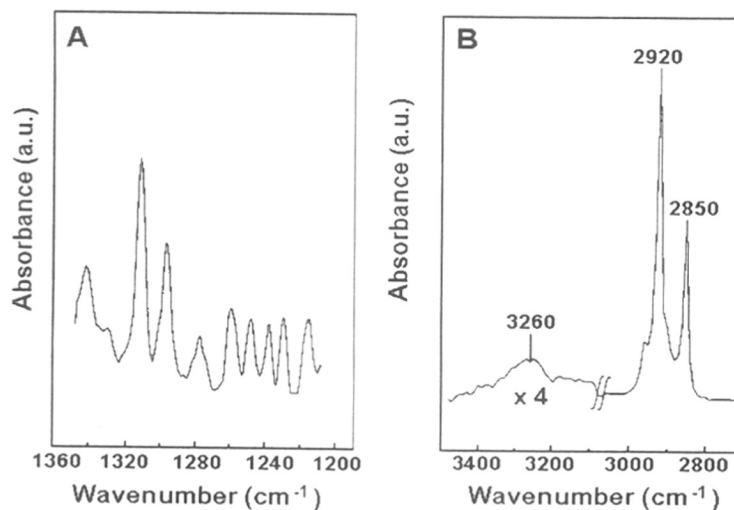 A
Absorbance (a.u.)
1360 1320 1280 1240 1200
Wavenumber (cm-1)
B
2920
2850
3260
x 4
Absorbance (a.u.)
3400 3200 3000 2800
Wavenumber (cm-1)